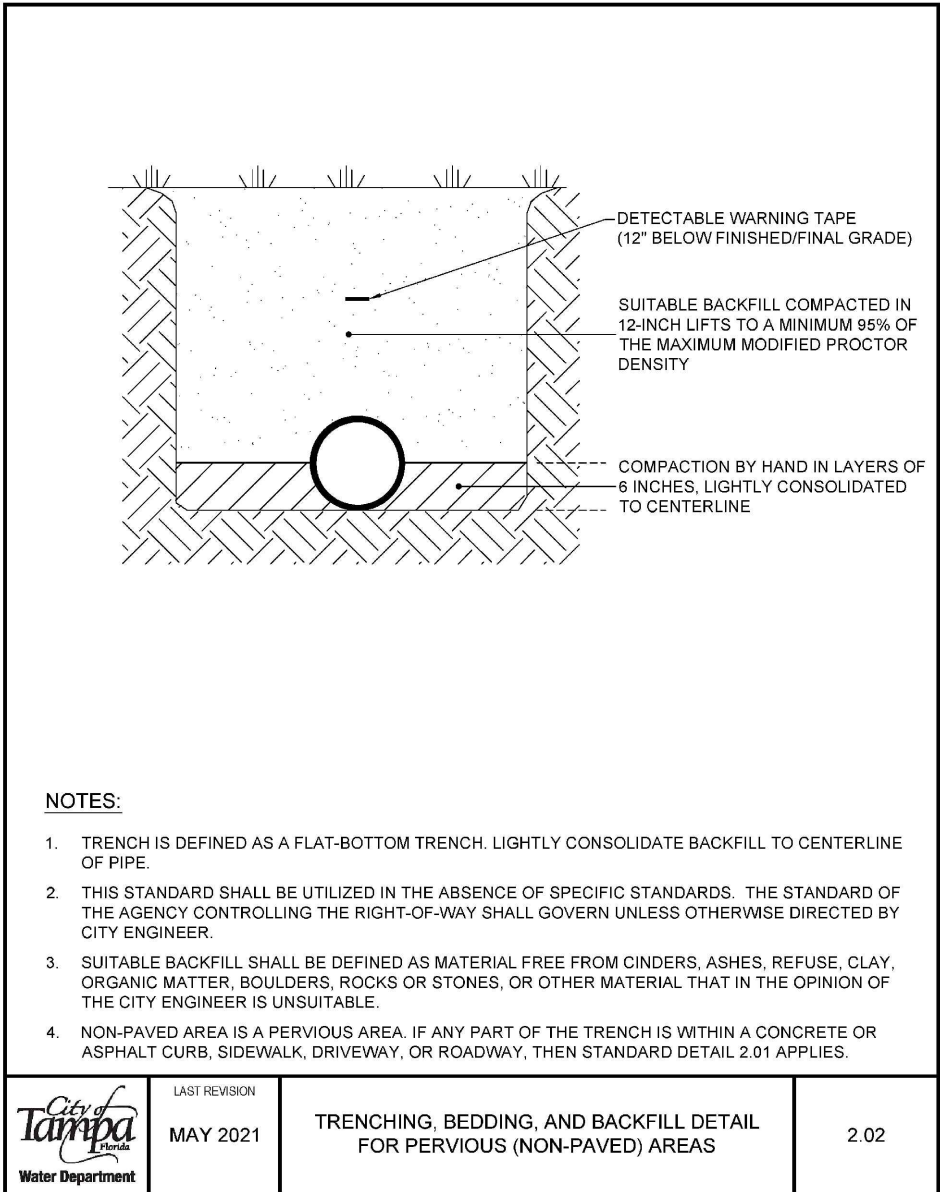 DETECTABLE WARNING TAPE
(12" BELOW FINISHED/FINAL GRADE)
SUITABLE BACKFILL COMPACTED IN
12-INCH LIFTS TO A MINIMUM 95% OF
THE MAXIMUM MODIFIED PROCTOR
DENSITY
COMPACTION BY HAND IN LAYERS OF
6 INCHES, LIGHTLY CONSOLIDATED
TO CENTERLINE
NOTES:
1. TRENCH IS DEFINED AS A FLAT-BOTTOM TRENCH. LIGHTLY CONSOLIDATE BACKFILL TO CENTERLINE
OF PIPE.
2. THIS STANDARD SHALL BE UTILIZED IN THE ABSENCE OF SPECIFIC STANDARDS. THE STANDARD OF
THE AGENCY CONTROLLING THE RIGHT-OF-WAY SHALL GOVERN UNLESS OTHERWISE DIRECTED BY
CITY ENGINEER.
3. SUITABLE BACKFILL SHALL BE DEFINED AS MATERIAL FREE FROM CINDERS, ASHES, REFUSE, CLAY,
ORGANIC MATTER, BOULDERS, ROCKS OR STONES, OR OTHER MATERIAL THAT IN THE OPINION OF
THE CITY ENGINEER IS UNSUITABLE.
4. NON-PAVED AREA IS A PERVIOUS AREA. IF ANY PART OF THE TRENCH IS WITHIN A CONCRETE OR
ASPHALT CURB, SIDEWALK, DRIVEWAY, OR ROADWAY, THEN STANDARD DETAIL 2.01 APPLIES.
City of
Tampa
Florida
Water Department
LAST REVISION
MAY 2021
TRENCHING, BEDDING, AND BACKFILL DETAIL
FOR PERVIOUS (NON-PAVED) AREAS
2.02